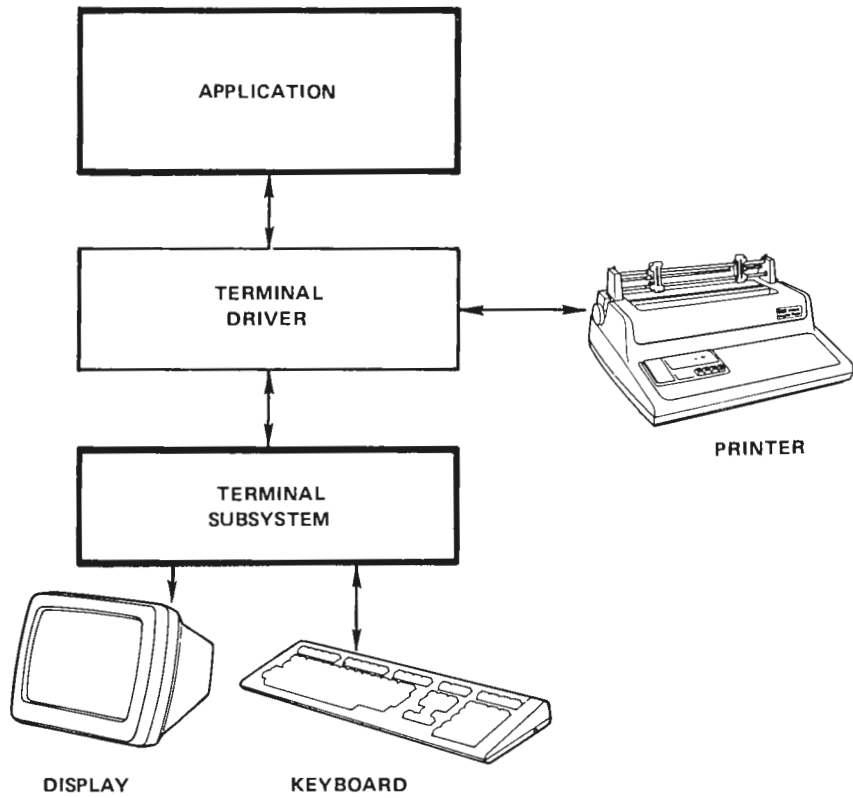 APPLICATION
TERMINAL
DRIVER
PRINTER
TERMINAL
SUBSYSTEM
DISPLAY
KEYBOARD